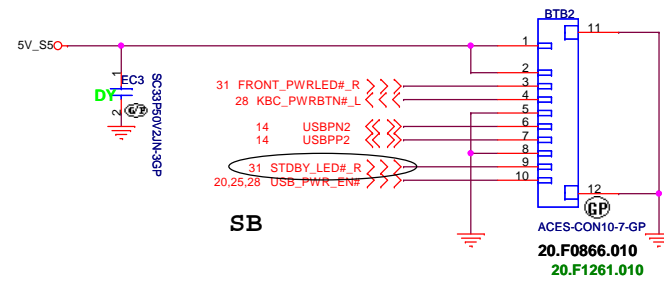 BTB2
5V_S5
1
11
2
1
EC3
DY
G/P
2
SC33P50V2JN-3GP
31 FRONT_PWRLED#_R
3
28 KBC_PWRBTN#_L
4
5
14 USBPN2
6
14 USBPP2
7
8
31 STDBY_LED#_R
9
20,25,28 USB_PWR_EN#
10
12
GP
SB
ACES-CON10-7-GP
20.F0866.010
20.F1261.010